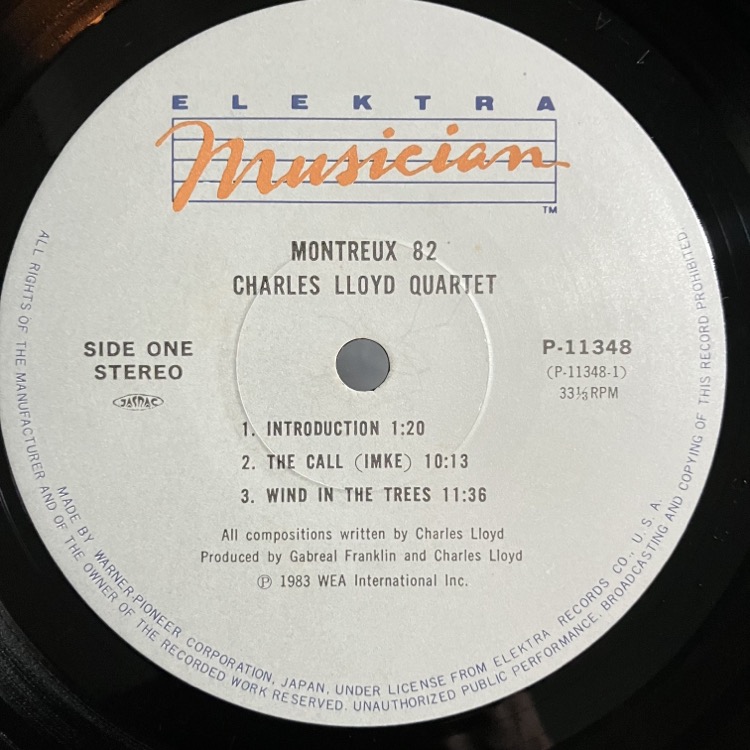 ELEKTRA
Musician
TM
MONTREUX 82
CHARLES LLOYD QUARTET
SIDE ONE
STEREO
JASRAC
P-11348
(P-11348-1)
33⅓ RPM
1. INTRODUCTION 1:20
2. THE CALL (IMKE) 10:13
3. WIND IN THE TREES 11:36
All compositions written by Charles Lloyd
Produced by Gabreal Franklin and Charles Lloyd
Ⓟ 1983 WEA International Inc.
MADE BY WARNER-PIONEER CORPORATION, JAPAN, UNDER LICENSE FROM ELEKTRA RECORDS CO., U.S.A.
ALL RIGHTS OF THE MANUFACTURER AND OF THE OWNER OF THE RECORDED WORK RESERVED. UNAUTHORIZED PUBLIC PERFORMANCE, BROADCASTING AND COPYING OF THIS RECORD PROHIBITED.
1-A-